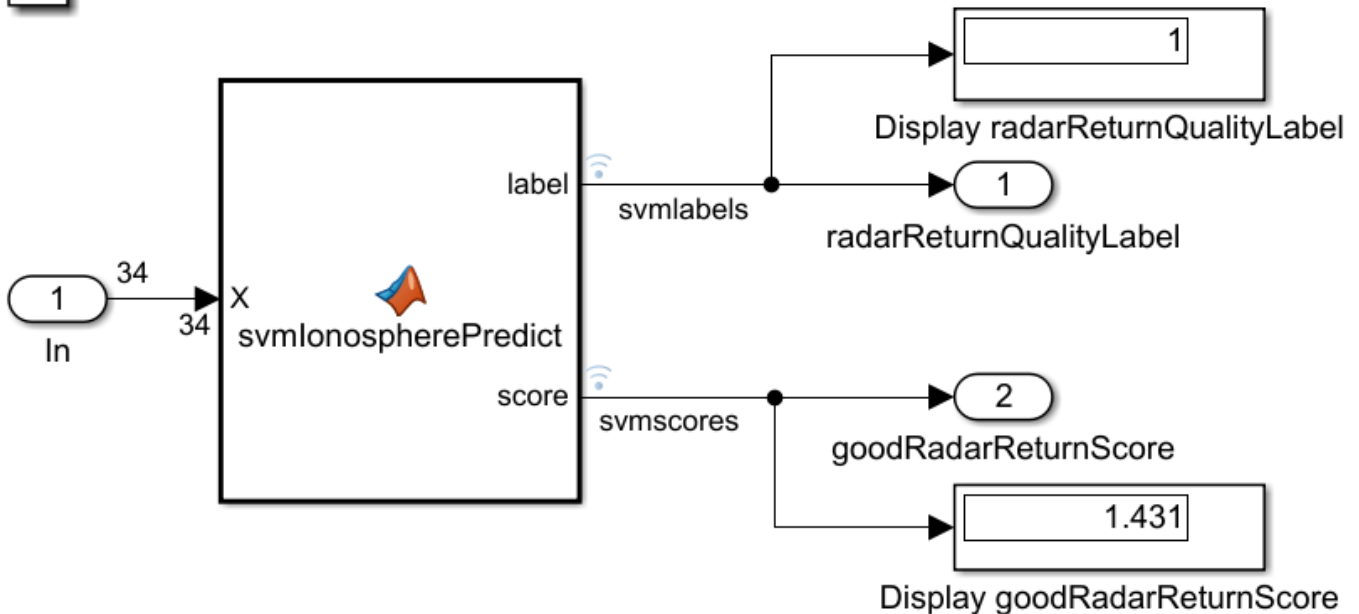 1
Display radarReturnQualityLabel
label
svmlabels
1
radarReturnQualityLabel
34
1
X
34
In
svmIonospherePredict
score
svmscores
2
goodRadarReturnScore
1.431
Display goodRadarReturnScore